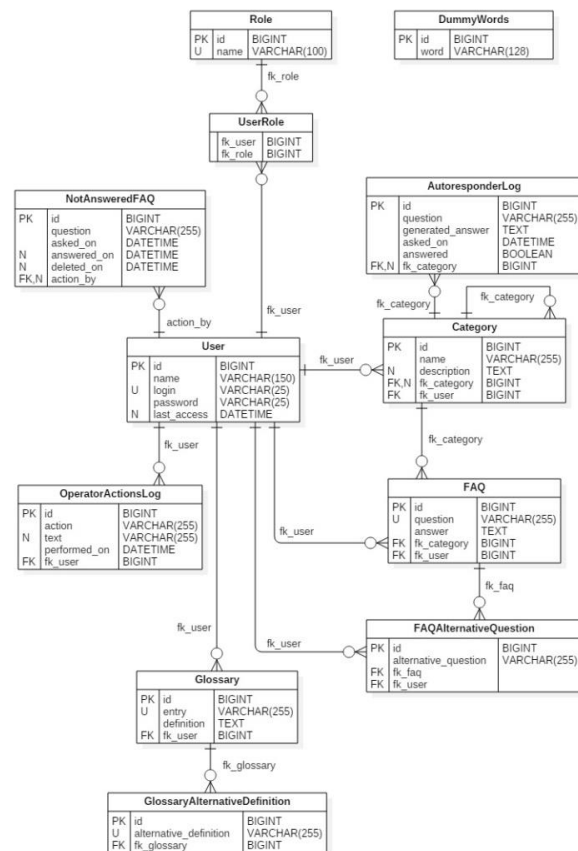 Role
PK id BIGINT
U name VARCHAR(100)
DummyWords
PK id BIGINT
word VARCHAR(128)
fk_role
UserRole
fk_user BIGINT
fk_role BIGINT
NotAnsweredFAQ
PK id BIGINT
question VARCHAR(255)
asked_on DATETIME
N answered_on DATETIME
N deleted_on DATETIME
FK,N action_by
AutoresponderLog
PK id BIGINT
question VARCHAR(255)
generated_answer TEXT
asked_on DATETIME
answered BOOLEAN
FK,N fk_category BIGINT
fk_category
fk_category
action_by
fk_user
User
PK id BIGINT
name VARCHAR(150)
U login VARCHAR(25)
password VARCHAR(25)
N last_access DATETIME
fk_user
Category
PK id BIGINT
name VARCHAR(255)
N description TEXT
FK,N fk_category BIGINT
FK fk_user BIGINT
fk_user
fk_category
OperatorActionsLog
PK id BIGINT
action VARCHAR(255)
N text VARCHAR(255)
performed_on DATETIME
FK fk_user BIGINT
FAQ
PK id BIGINT
U question VARCHAR(255)
answer TEXT
FK fk_category BIGINT
FK fk_user BIGINT
fk_user
fk_faq
fk_user
fk_user
FAQAlternativeQuestion
PK id BIGINT
alternative_question VARCHAR(255)
FK fk_faq
FK fk_user
Glossary
PK id BIGINT
U entry VARCHAR(255)
definition TEXT
FK fk_user BIGINT
fk_glossary
GlossaryAlternativeDefinition
PK id BIGINT
U alternative_definition VARCHAR(255)
FK fk_glossary BIGINT